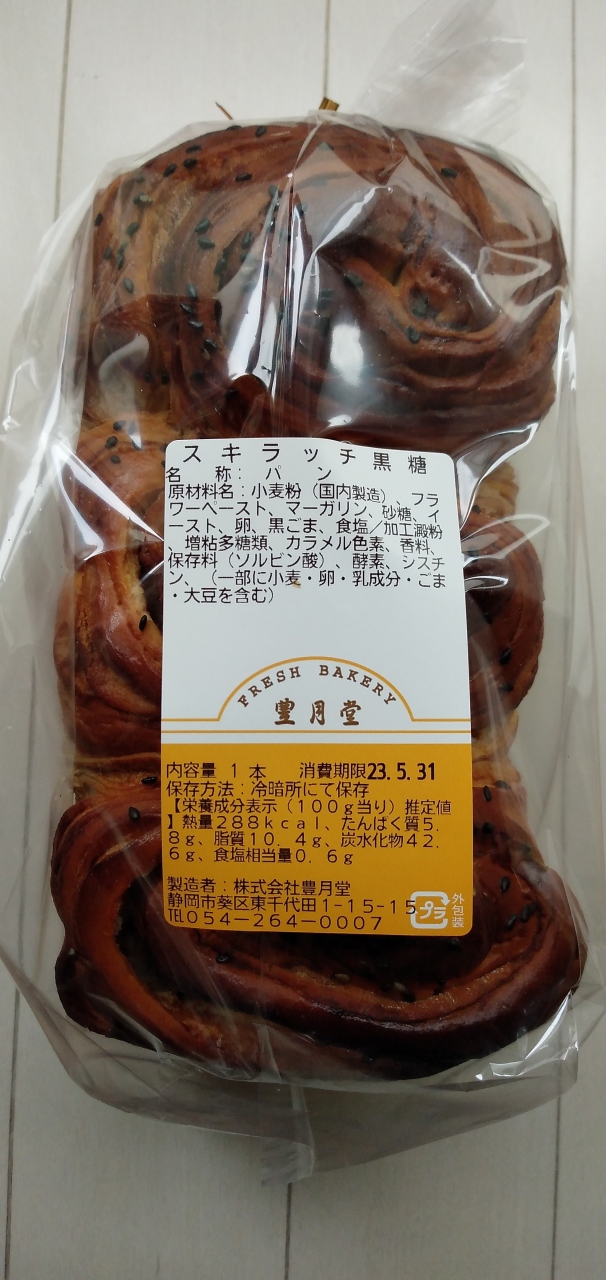 スキラッチ黒糖
名　称：　パン
原材料名：小麦粉（国内製造）、フラ
ワーペースト、マーガリン、砂糖、イ
ースト、卵、黒ごま、食塩／加工澱粉
、増粘多糖類、カラメル色素、香料、
保存料（ソルビン酸）、酵素、シスチ
ン、（一部に小麦・卵・乳成分・ごま
・大豆を含む）
FRESH BAKERY
豊月堂
内容量 １本　消費期限23.5.31
保存方法：冷暗所にて保存
【栄養成分表示（１００ｇ当り）推定値
】熱量２８８ｋｃａｌ、たんぱく質５．
８ｇ、脂質１０．４ｇ、炭水化物４２．
６ｇ、食塩相当量０．６ｇ
製造者：株式会社豊月堂
静岡市葵区東千代田１-１５-１５
TEL０５４-２６４-０００７
プラ
外包装